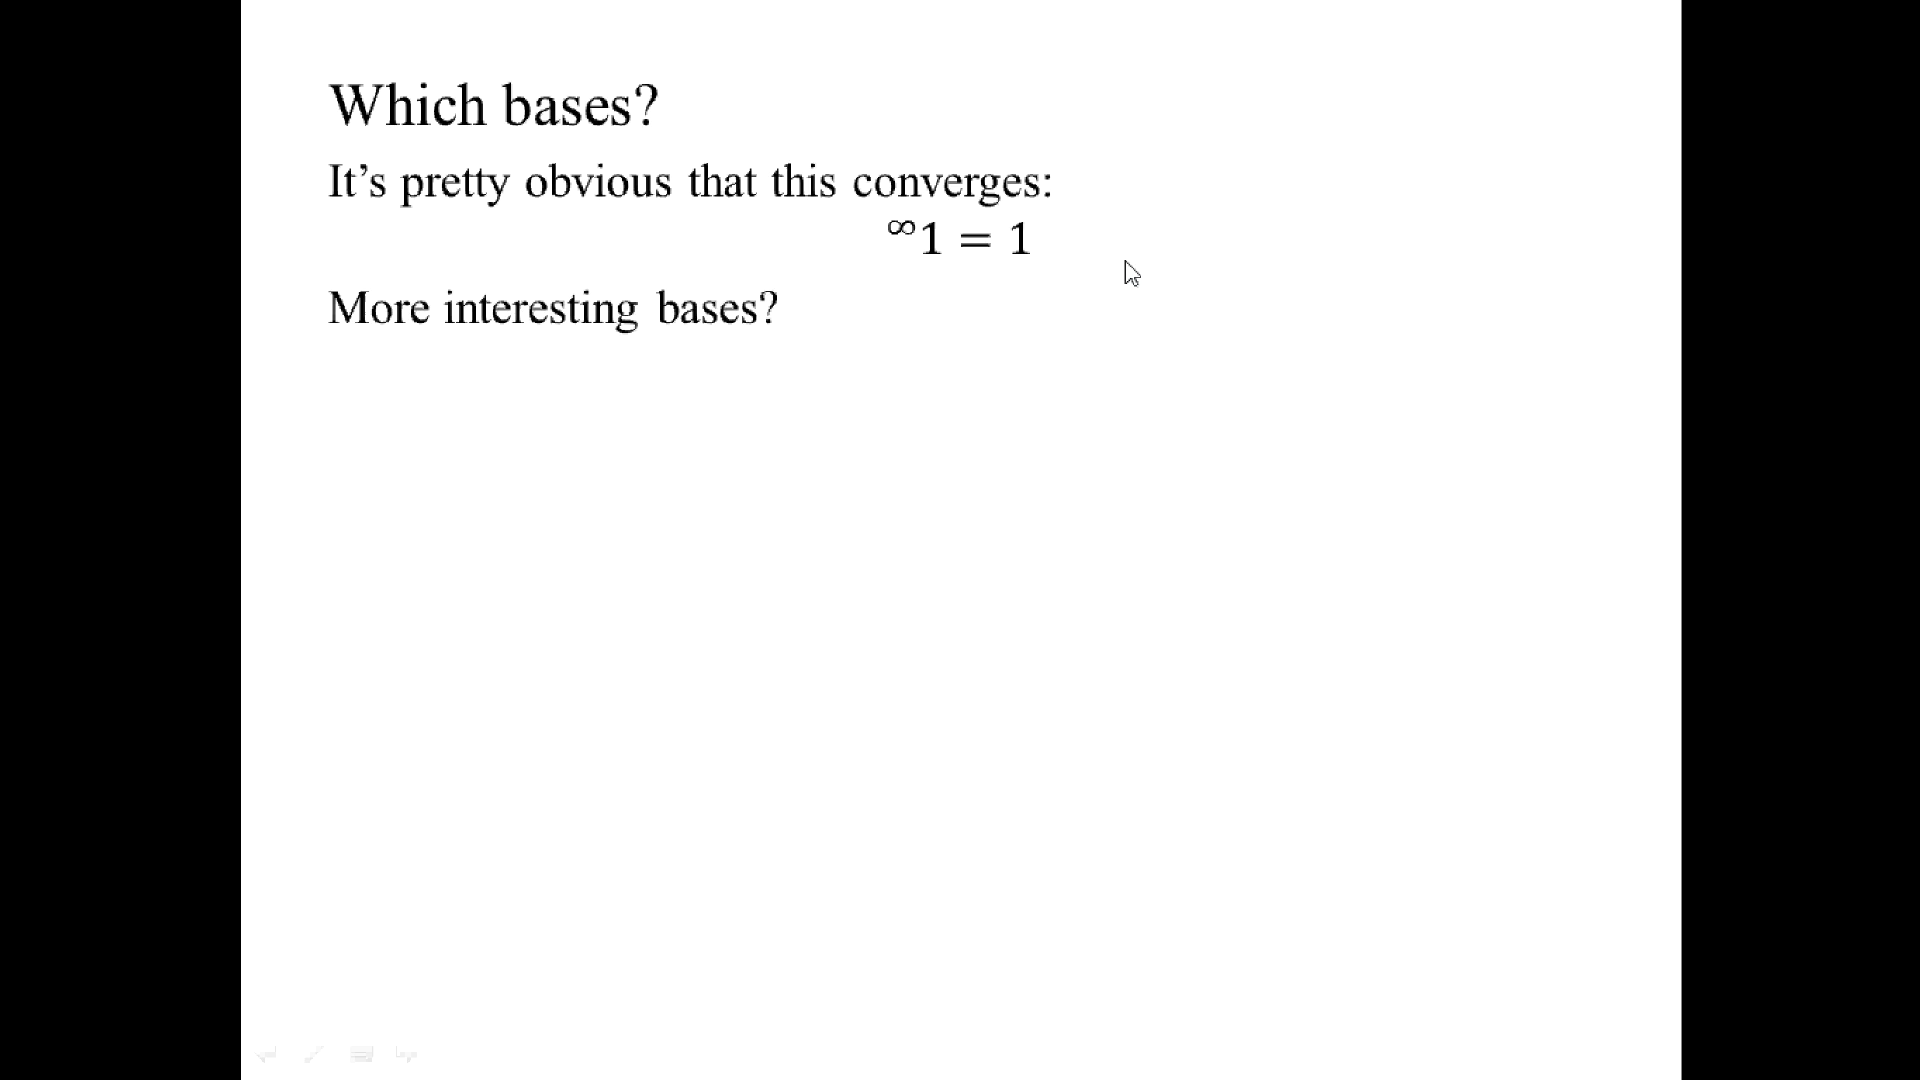 Which bases?
It’s pretty obvious that this converges:
∞1 = 1
More interesting bases?